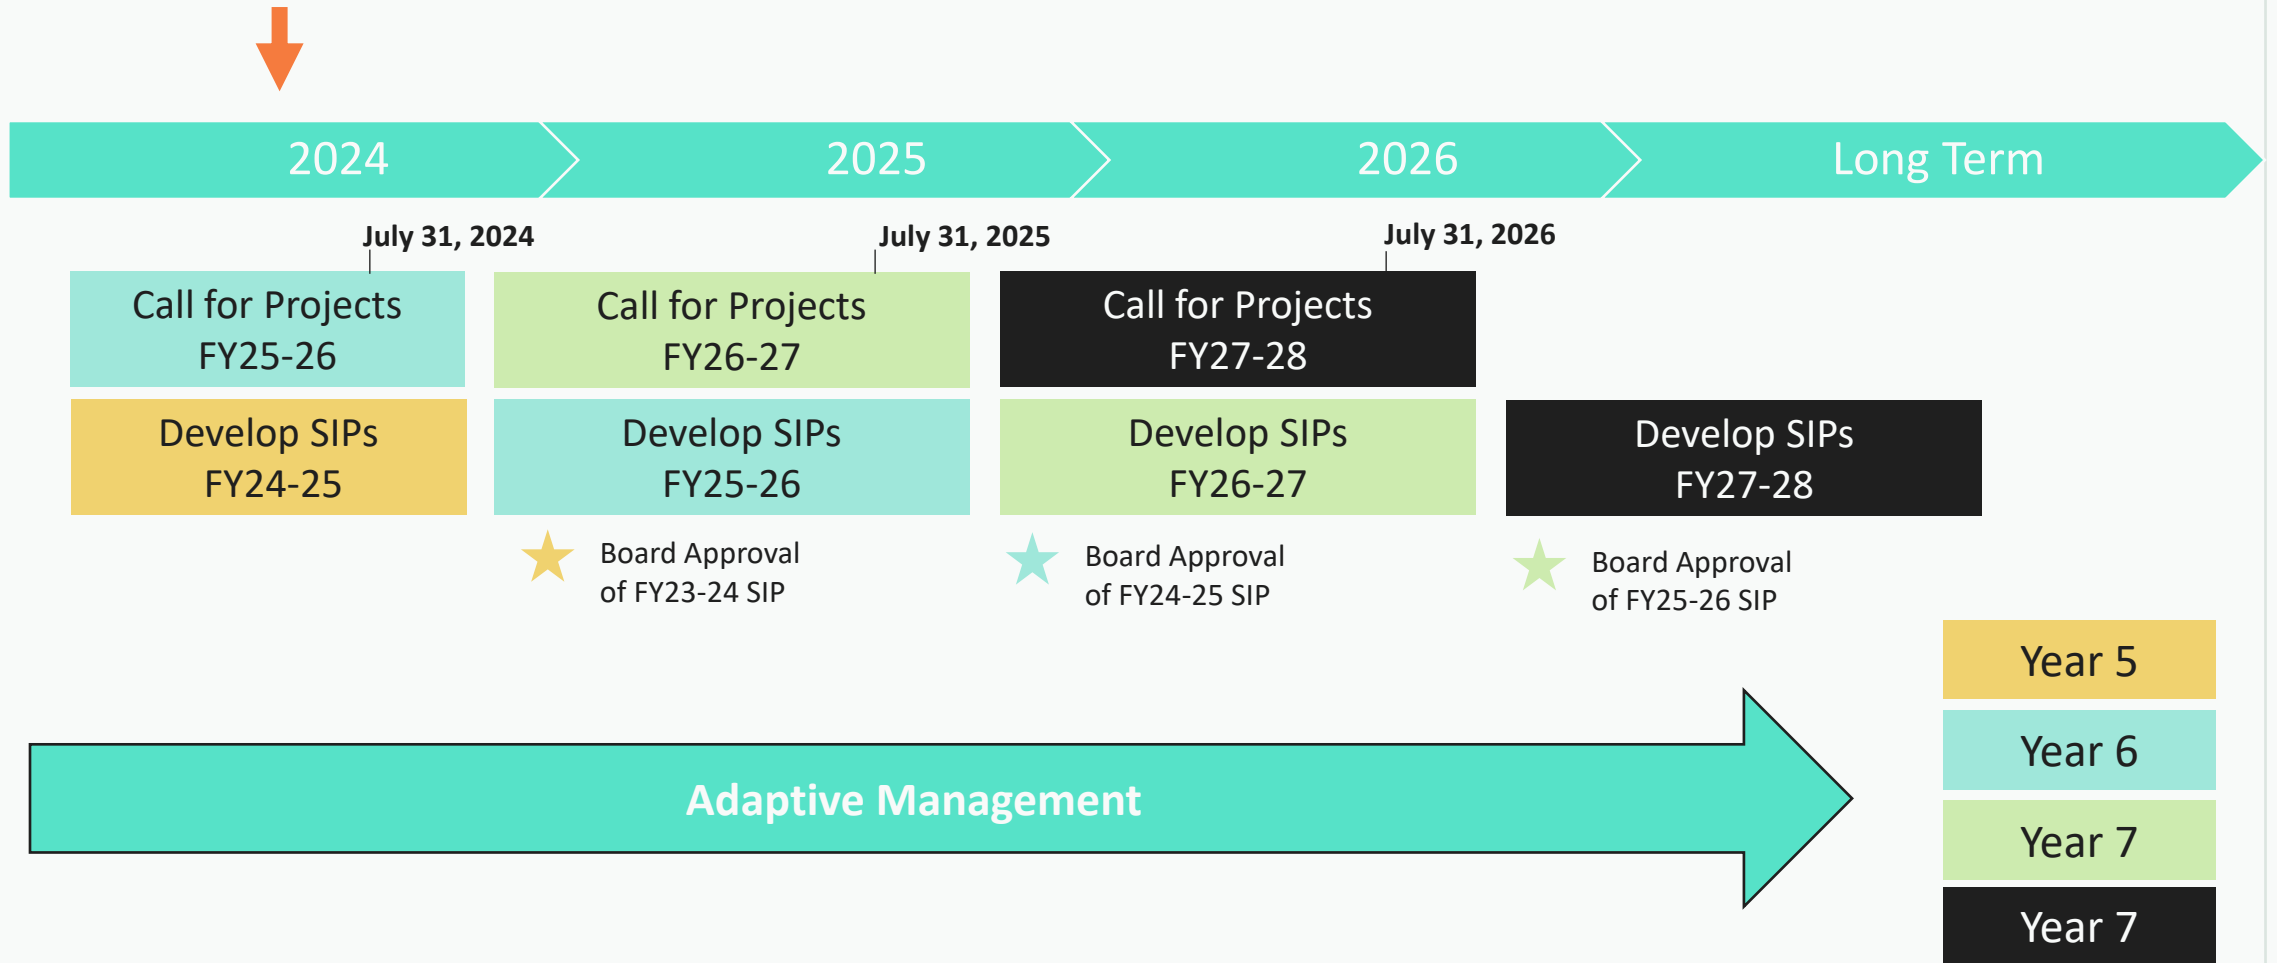 2024
2025
2026
Long Term
July 31, 2024
July 31, 2025
July 31, 2026
Call for Projects
FY25-26
Call for Projects
FY26-27
Call for Projects
FY27-28
Develop SIPs
FY24-25
Develop SIPs
FY25-26
Develop SIPs
FY26-27
Develop SIPs
FY27-28
Board Approval
of FY23-24 SIP
Board Approval
of FY24-25 SIP
Board Approval
of FY25-26 SIP
Adaptive Management
Year 5
Year 6
Year 7
Year 7